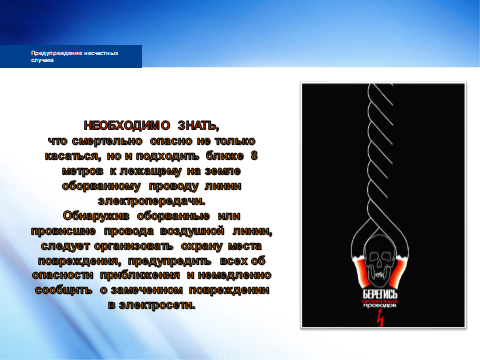 Предупреждение несчастных
случаев
НЕОБХОДИМО ЗНАТЬ,
что смертельно опасно не только
касаться, но и подходить ближе 8
метров к лежащему на земле
оборванному проводу линии
электропередачи.
Обнаружив оборванные или
провисшие провода воздушной линии,
следует организовать охрану места
повреждения, предупредить всех об
опасности приближения и немедленно
сообщить о замеченном повреждении
в электросети.
БЕРЕГИСЬ
проводов